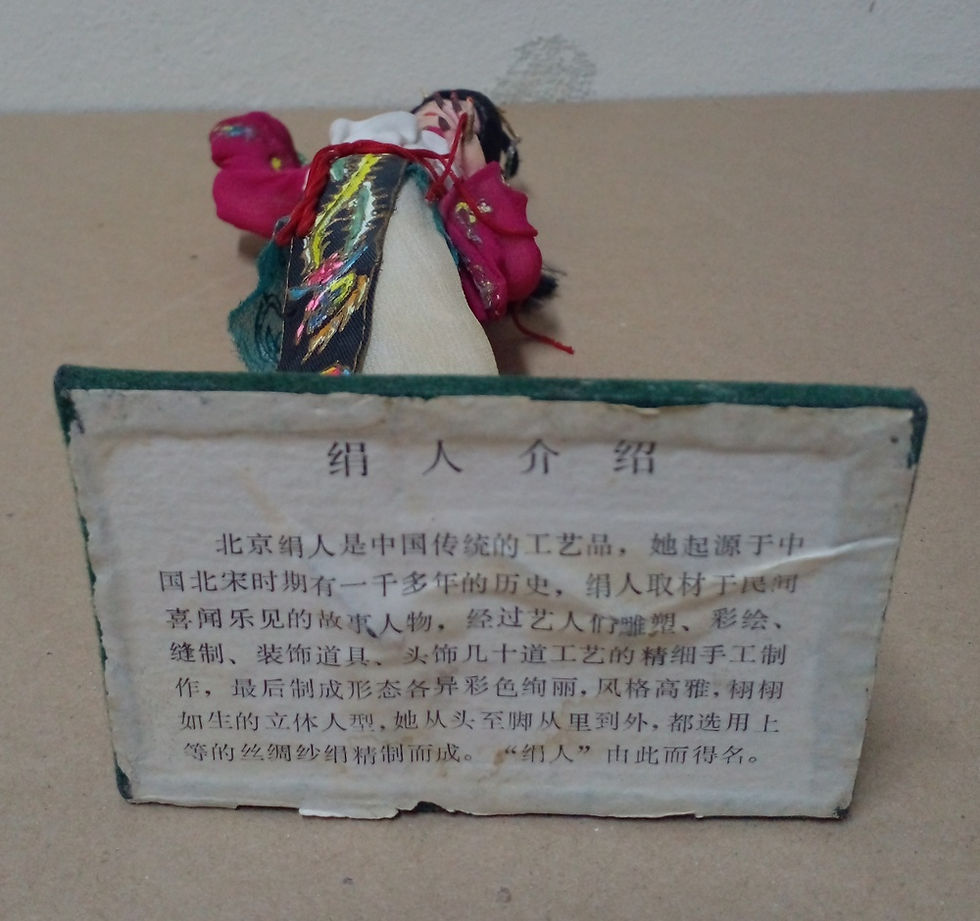 绢人介绍
北京绢人是中国传统的工艺品，她起源于中
国北宋时期有一千多年的历史，绢人取材于民间
喜闻乐见的故事人物，经过艺人们雕塑、彩绘、
缝制、装饰道具、头饰几十道工艺的精细手工制
作，最后制成形态各异彩色绚丽，风格高雅，栩栩
如生的立体人型，她从头至脚从里到外，都选用上
等的丝绸纱绢精制而成。“绢人”由此而得名。